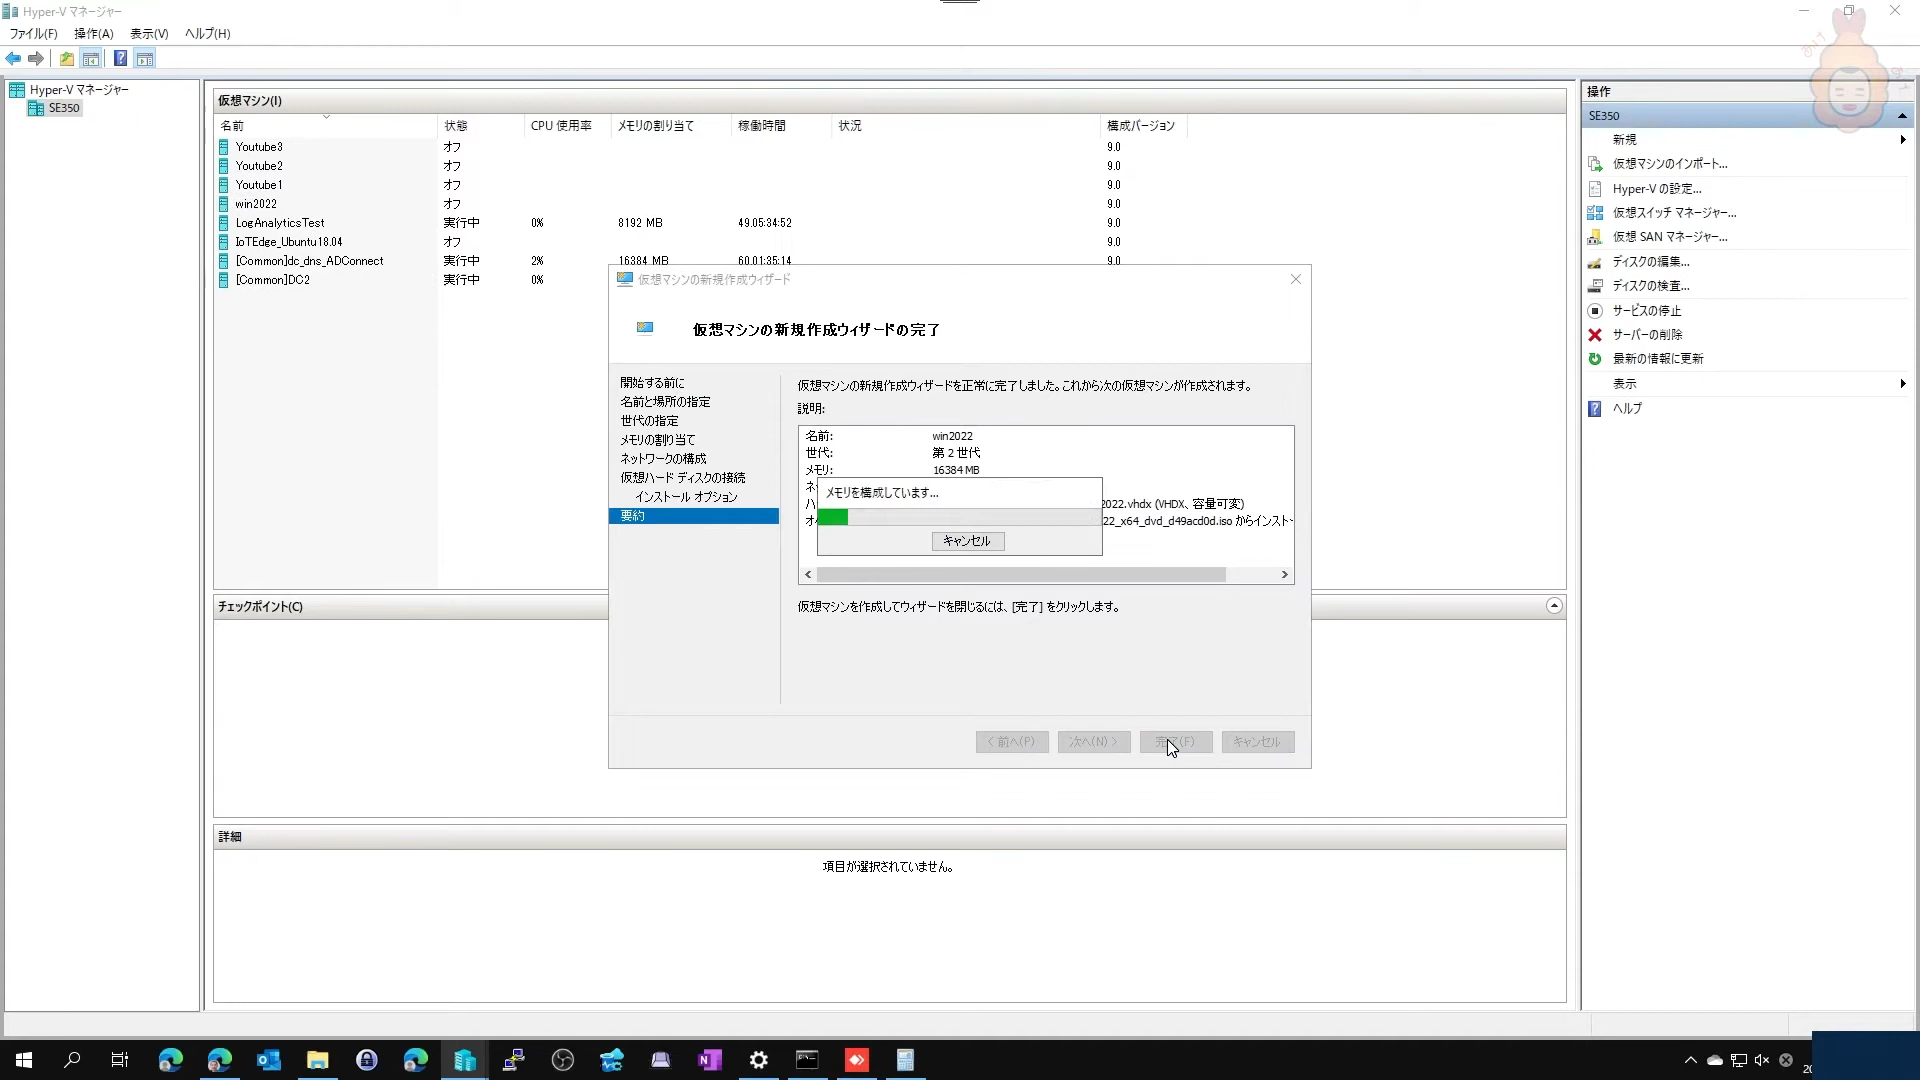 Hyper-V マネージャー
ファイル(F) 操作(A) 表示(V) ヘルプ(H)
Hyper-V マネージャー
SE350
仮想マシン(I)
名前 状態 CPU 使用率 メモリの割り当て 稼働時間 状況 構成バージョン
Youtube3 オフ 9.0
Youtube2 オフ 9.0
Youtube1 オフ 9.0
win2022 オフ 9.0
LogAnalyticsTest 実行中 0% 8192 MB 49.05:34:52 9.0
IoTEdge_Ubuntu18.04 オフ 9.0
[Common]dc_dns_ADConnect 実行中 2% 16384 MB 60.01:35:14 9.0
[Common]DC2 実行中 0%
仮想マシンの新規作成ウィザード
仮想マシンの新規作成ウィザードの完了
開始する前に
名前と場所の指定
世代の指定
メモリの割り当て
ネットワークの構成
仮想ハード ディスクの接続
インストール オプション
要約
仮想マシンの新規作成ウィザードを正常に完了しました。これから次の仮想マシンが作成されます。
説明:
名前: win2022
世代: 第 2 世代
メモリ: 16384 MB
ネ
ハ 2022.vhdx (VHDX、容量可変)
オ 22_x64_dvd_d49acd0d.iso からインスト
メモリを構成しています...
キャンセル
仮想マシンを作成してウィザードを閉じるには、[完了] をクリックします。
< 前へ(P) 次へ(N) > 完了(F) キャンセル
チェックポイント(C)
詳細
項目が選択されていません。
操作
SE350
新規
仮想マシンのインポート...
Hyper-V の設定...
仮想スイッチ マネージャー...
仮想 SAN マネージャー...
ディスクの編集...
ディスクの検査...
サービスの停止
サーバーの削除
最新の情報に更新
表示
ヘルプ